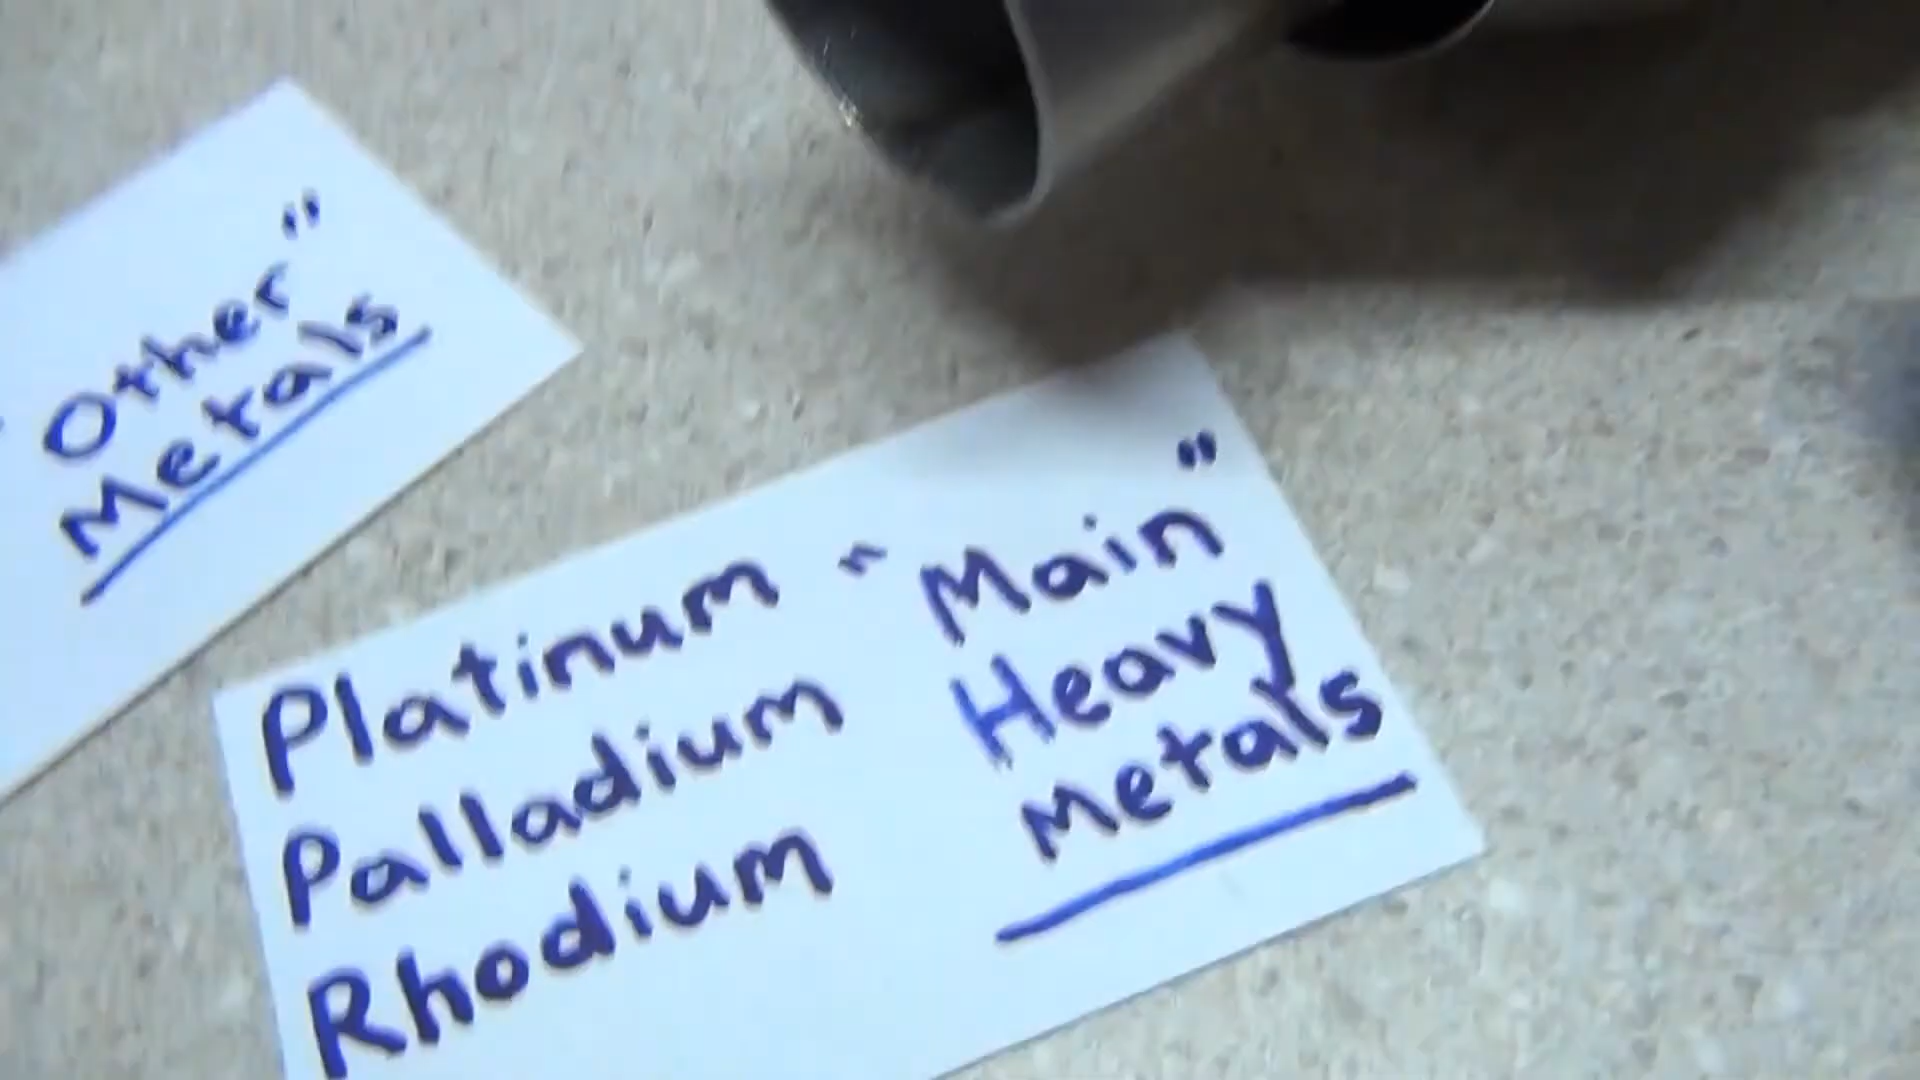 Other"
Metals
Platinum "Main"
Palladium Heavy
Rhodium Metals